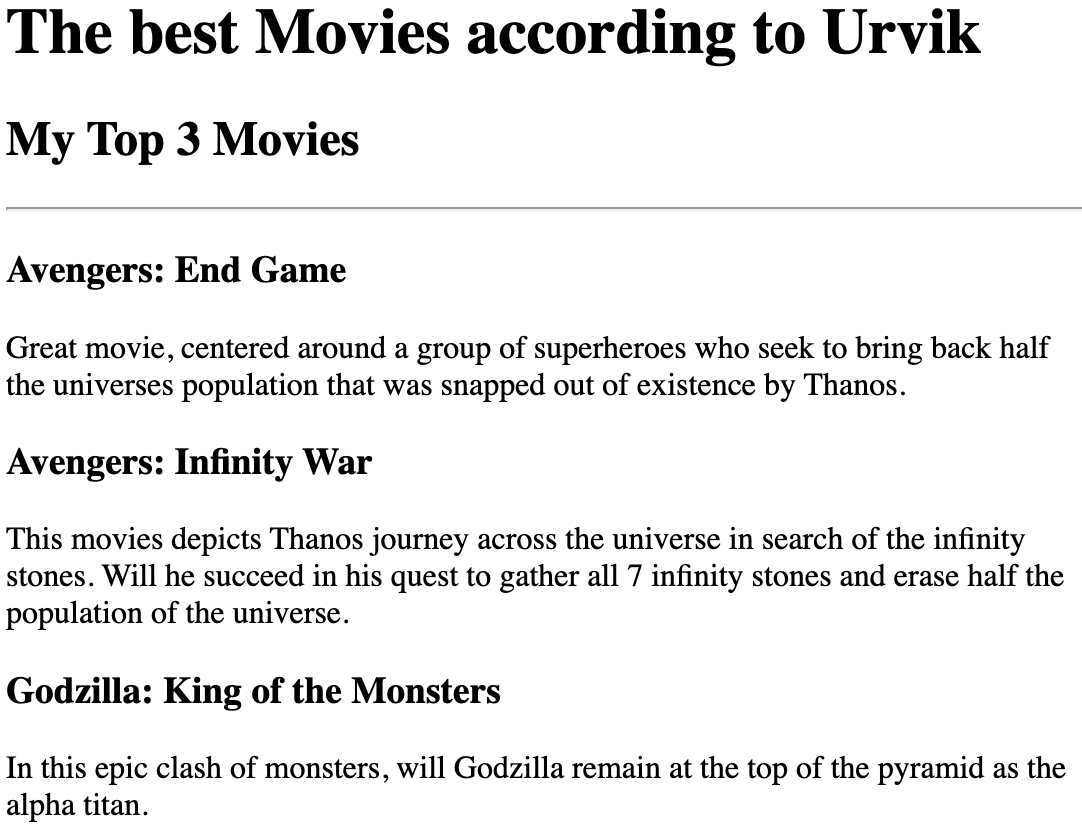 The best Movies according to Urvik
My Top 3 Movies
Avengers: End Game
Great movie, centered around a group of superheroes who seek to bring back half
the universes population that was snapped out of existence by Thanos.
Avengers: Infinity War
This movies depicts Thanos journey across the universe in search of the infinity
stones. Will he succeed in his quest to gather all 7 infinity stones and erase half the
population of the universe.
Godzilla: King of the Monsters
In this epic clash of monsters, will Godzilla remain at the top of the pyramid as the
alpha titan.